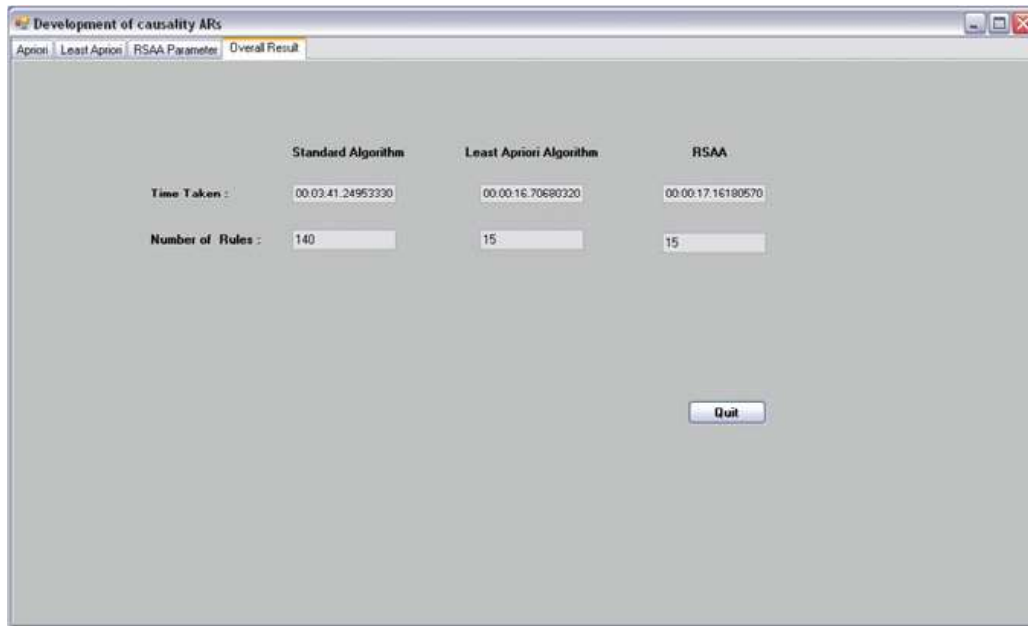 Development of causality ARs
Apriori Least Apriori RSAA Parameter Overall Result
Standard Algorithm Least Apriori Algorithm RSAA
Time Taken : 00:03:41.24953330 00:00:16.70680320 00:00:17.16180570
Number of Rules : 140 15 15
Quit